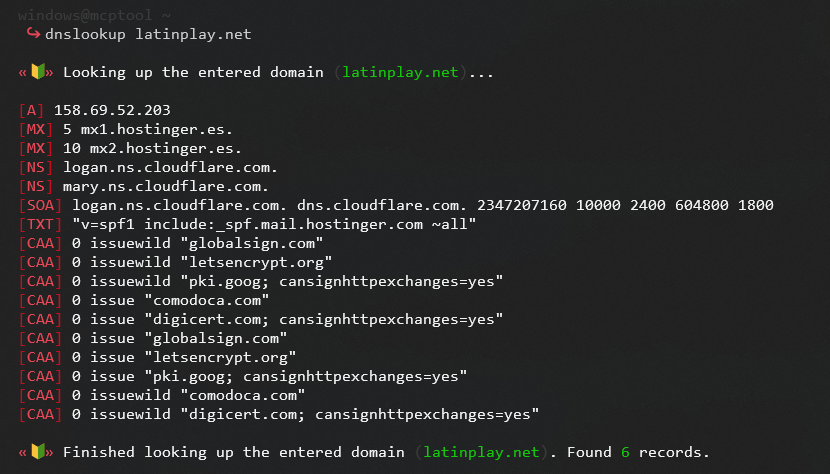 windows@mcptool ~
↪ dnslookup latinplay.net
«🔰» Looking up the entered domain (latinplay.net)...
[A] 158.69.52.203
[MX] 5 mx1.hostinger.es.
[MX] 10 mx2.hostinger.es.
[NS] logan.ns.cloudflare.com.
[NS] mary.ns.cloudflare.com.
[SOA] logan.ns.cloudflare.com. dns.cloudflare.com. 2347207160 10000 2400 604800 1800
[TXT] "v=spf1 include:_spf.mail.hostinger.com ~all"
[CAA] 0 issuewild "globalsign.com"
[CAA] 0 issuewild "letsencrypt.org"
[CAA] 0 issuewild "pki.goog; cansignhttpexchanges=yes"
[CAA] 0 issue "comodoca.com"
[CAA] 0 issue "digicert.com; cansignhttpexchanges=yes"
[CAA] 0 issue "globalsign.com"
[CAA] 0 issue "letsencrypt.org"
[CAA] 0 issue "pki.goog; cansignhttpexchanges=yes"
[CAA] 0 issuewild "comodoca.com"
[CAA] 0 issuewild "digicert.com; cansignhttpexchanges=yes"
«🔰» Finished looking up the entered domain (latinplay.net). Found 6 records.